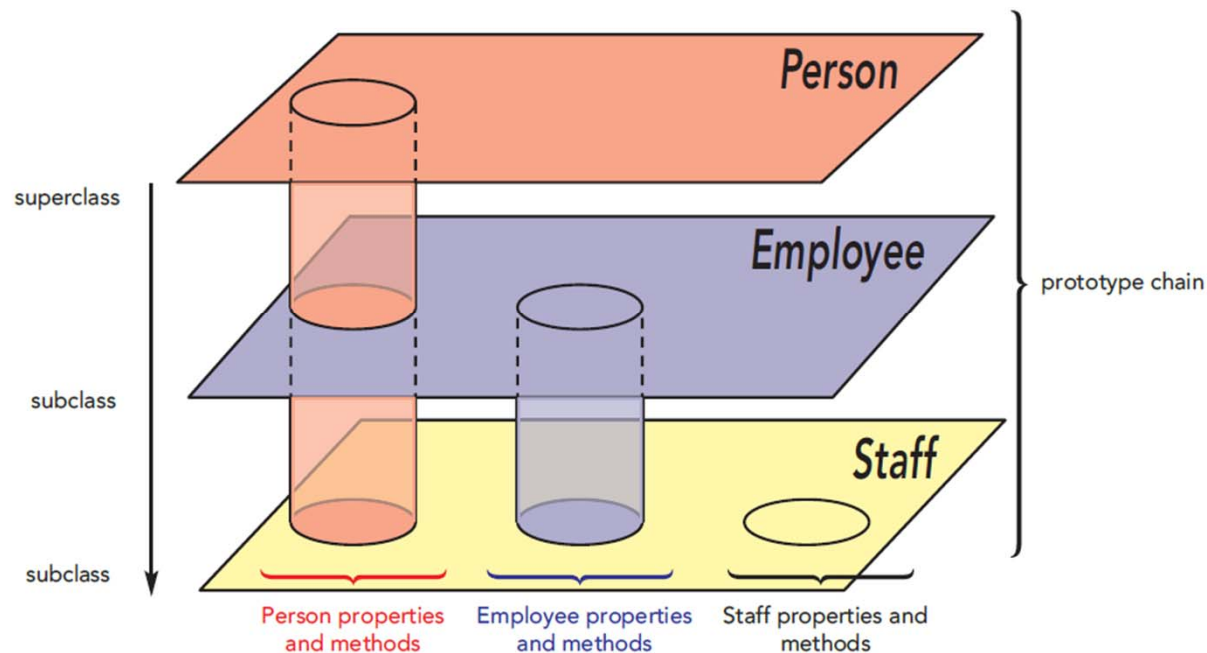 Person
superclass
Employee
prototype chain
subclass
Staff
subclass
Person properties
and methods
Employee properties
and methods
Staff properties and
methods